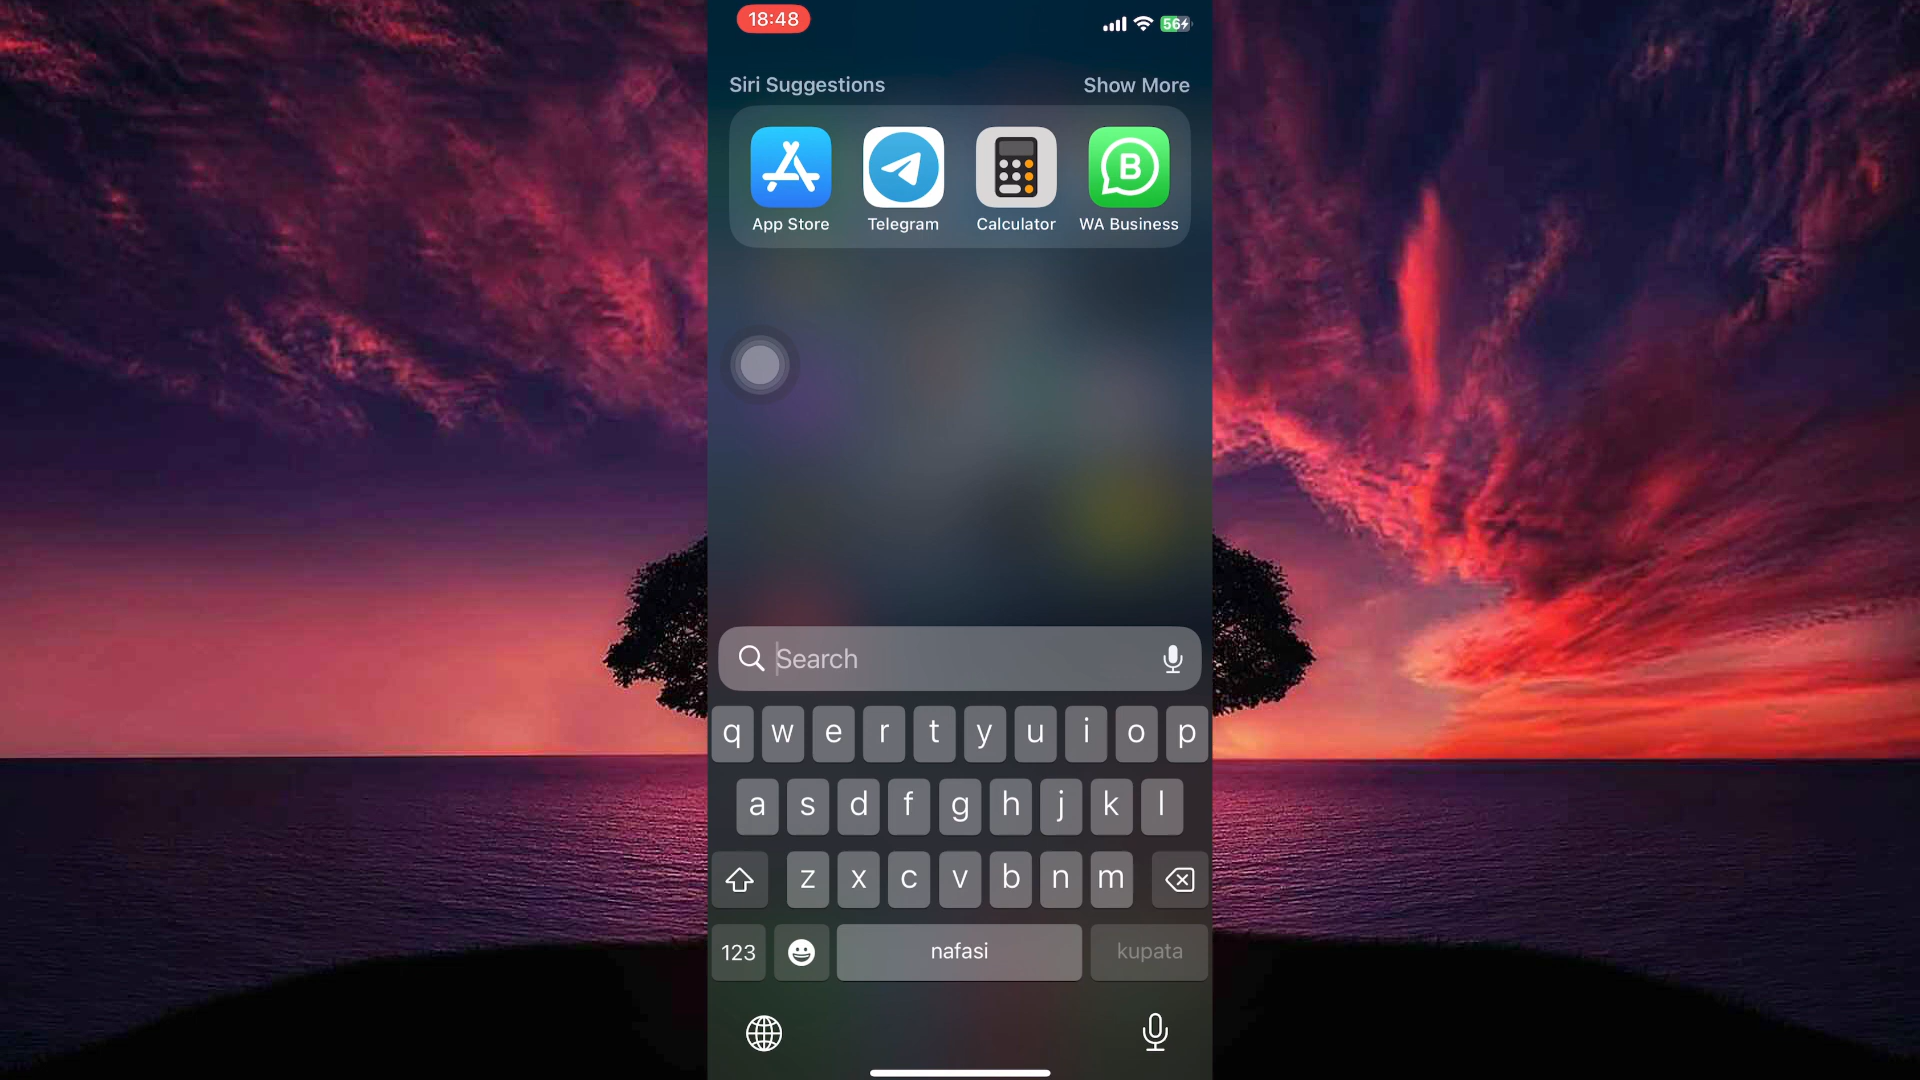 18:48
56
Siri Suggestions
Show More
App Store
Telegram
Calculator
B
WA Business
Search
q w e r t y u i o p
a s d f g h j k l
z x c v b n m
123
nafasi
kupata